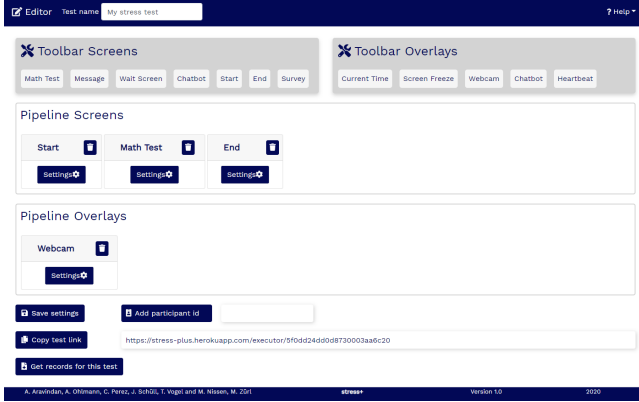 Editor Test name My stress test ? Help
Toolbar Screens
Math Test Message Wait Screen Chatbot Start End Survey
Toolbar Overlays
Current Time Screen Freeze Webcam Chatbot Heartbeat
Pipeline Screens
Start Math Test End
Settings Settings Settings
Pipeline Overlays
Webcam
Settings
Save settings Add participant id
Copy test link https://stress-plus.herokuapp.com/executor/5f0dd24dd0d8730003aa6c20
Get records for this test
A. Aravindan, A. Ohlmann, C. Perez, J. Schüll, T. Vogel and M. Nissen, M. Zürl stress+ Version 1.0 2020